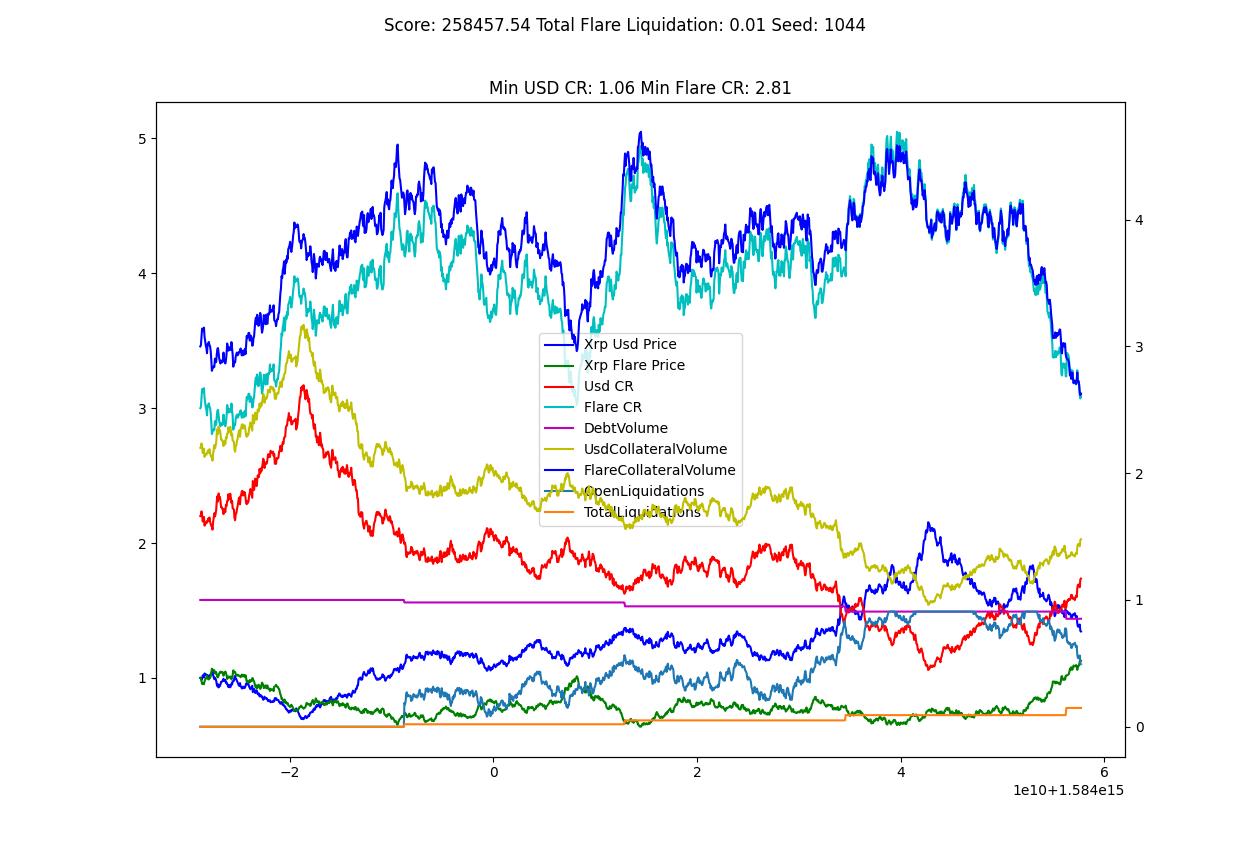 Score: 258457.54 Total Flare Liquidation: 0.01 Seed: 1044
Min USD CR: 1.06 Min Flare CR: 2.81
5
4
3
2
1
4
3
2
1
0
Xrp Usd Price
Xrp Flare Price
Usd CR
Flare CR
DebtVolume
UsdCollateralVolume
FlareCollateralVolume
OpenLiquidations
TotalLiquidations
−2 0 2 4 6
1e10+1.584e15